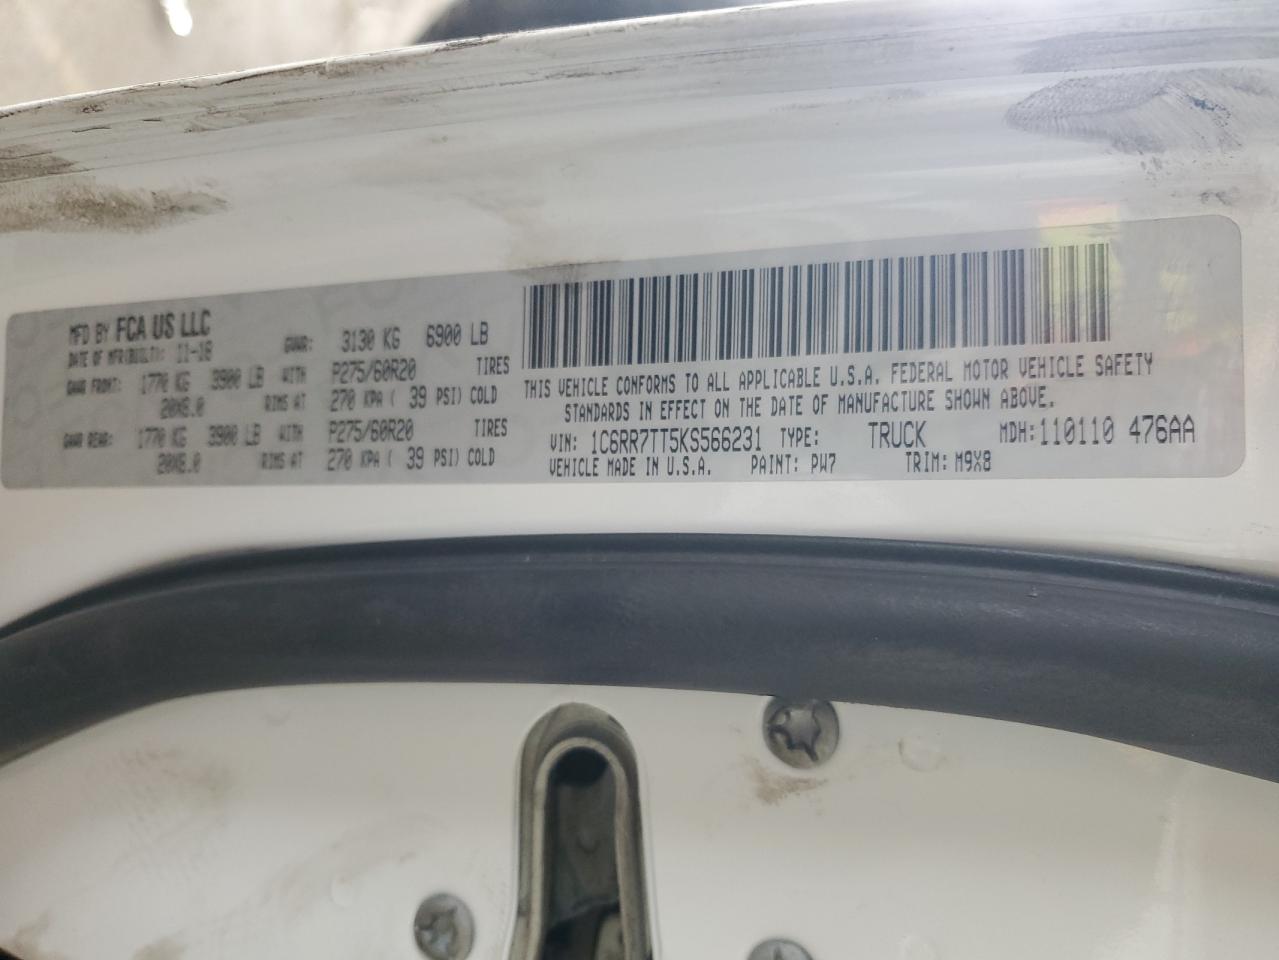 MFD BY FCA US LLC
DATE OF MFR(BUILT): 11-18 GVWR: 3130 KG 6900 LB
GAWR FRONT: 1770 KG 3900 LB WITH P275/60R20 TIRES
20X8.0 RIMS AT 270 KPA ( 39 PSI) COLD
GAWR REAR: 1770 KG 3900 LB WITH P275/60R20
20X8.0 RIMS AT 270 KPA ( 39 PSI) COLD
THIS VEHICLE CONFORMS TO ALL APPLICABLE U.S.A. FEDERAL MOTOR VEHICLE SAFETY
STANDARDS IN EFFECT ON THE DATE OF MANUFACTURE SHOWN ABOVE.
VIN: 1C6RR7TT5KS566231 TYPE: TRUCK MDH: 110110 476AA
VEHICLE MADE IN U.S.A. PAINT: PW7 TRIM: M9X8